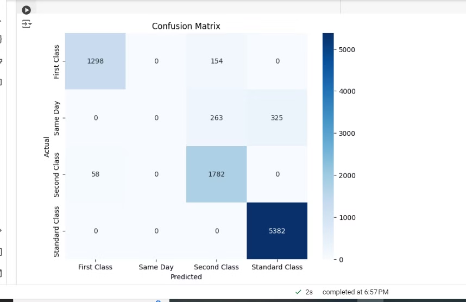 Confusion Matrix
First Class 1298 0 154 0
Same Day 0 0 263 325
Second Class 58 0 1782 0
Standard Class 0 0 0 5382
Actual
First Class Same Day Second Class Standard Class
Predicted
5000
4000
3000
2000
1000
0
2s completed at 6:57 PM